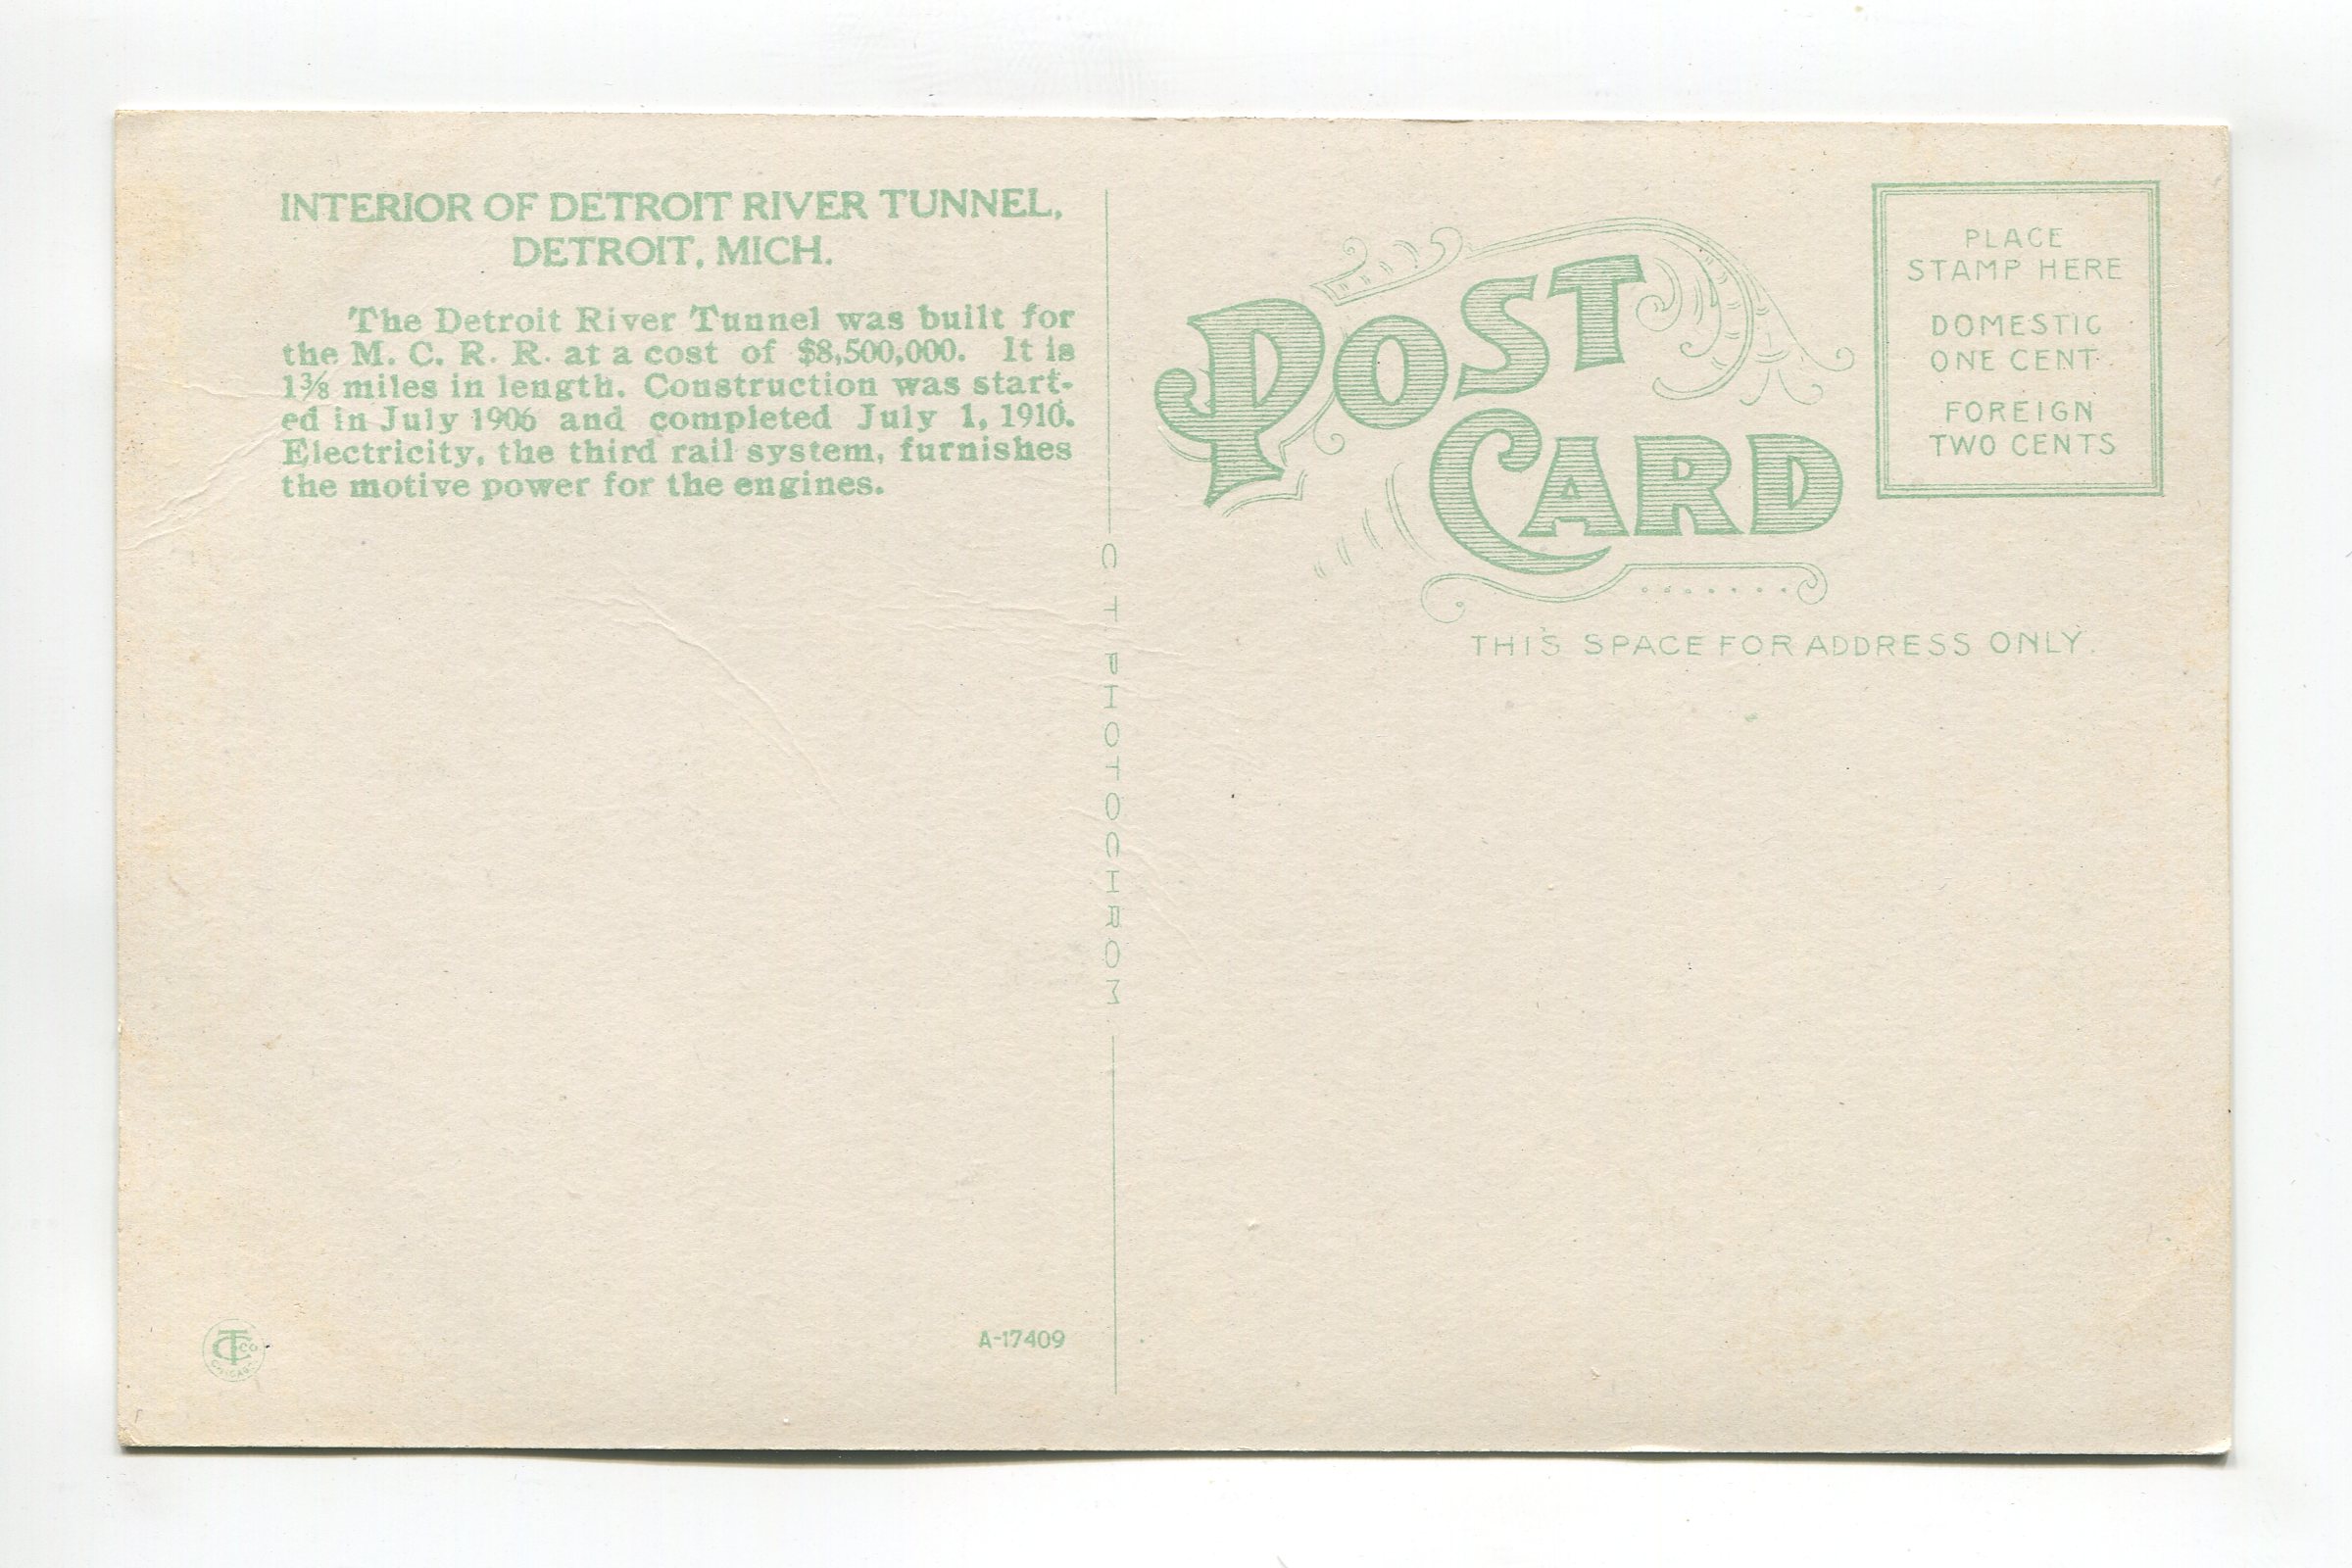 INTERIOR OF DETROIT RIVER TUNNEL,
DETROIT, MICH.
The Detroit River Tunnel was built for
the M. C. R. R. at a cost of $8,500,000. It is
1⅜ miles in length. Construction was start-
ed in July 1906 and completed July 1, 1910.
Electricity, the third rail system, furnishes
the motive power for the engines.
C T PHOTOCHROM
POST
CARD
PLACE
STAMP HERE
DOMESTIC
ONE CENT
FOREIGN
TWO CENTS
THIS SPACE FOR ADDRESS ONLY.
A-17409